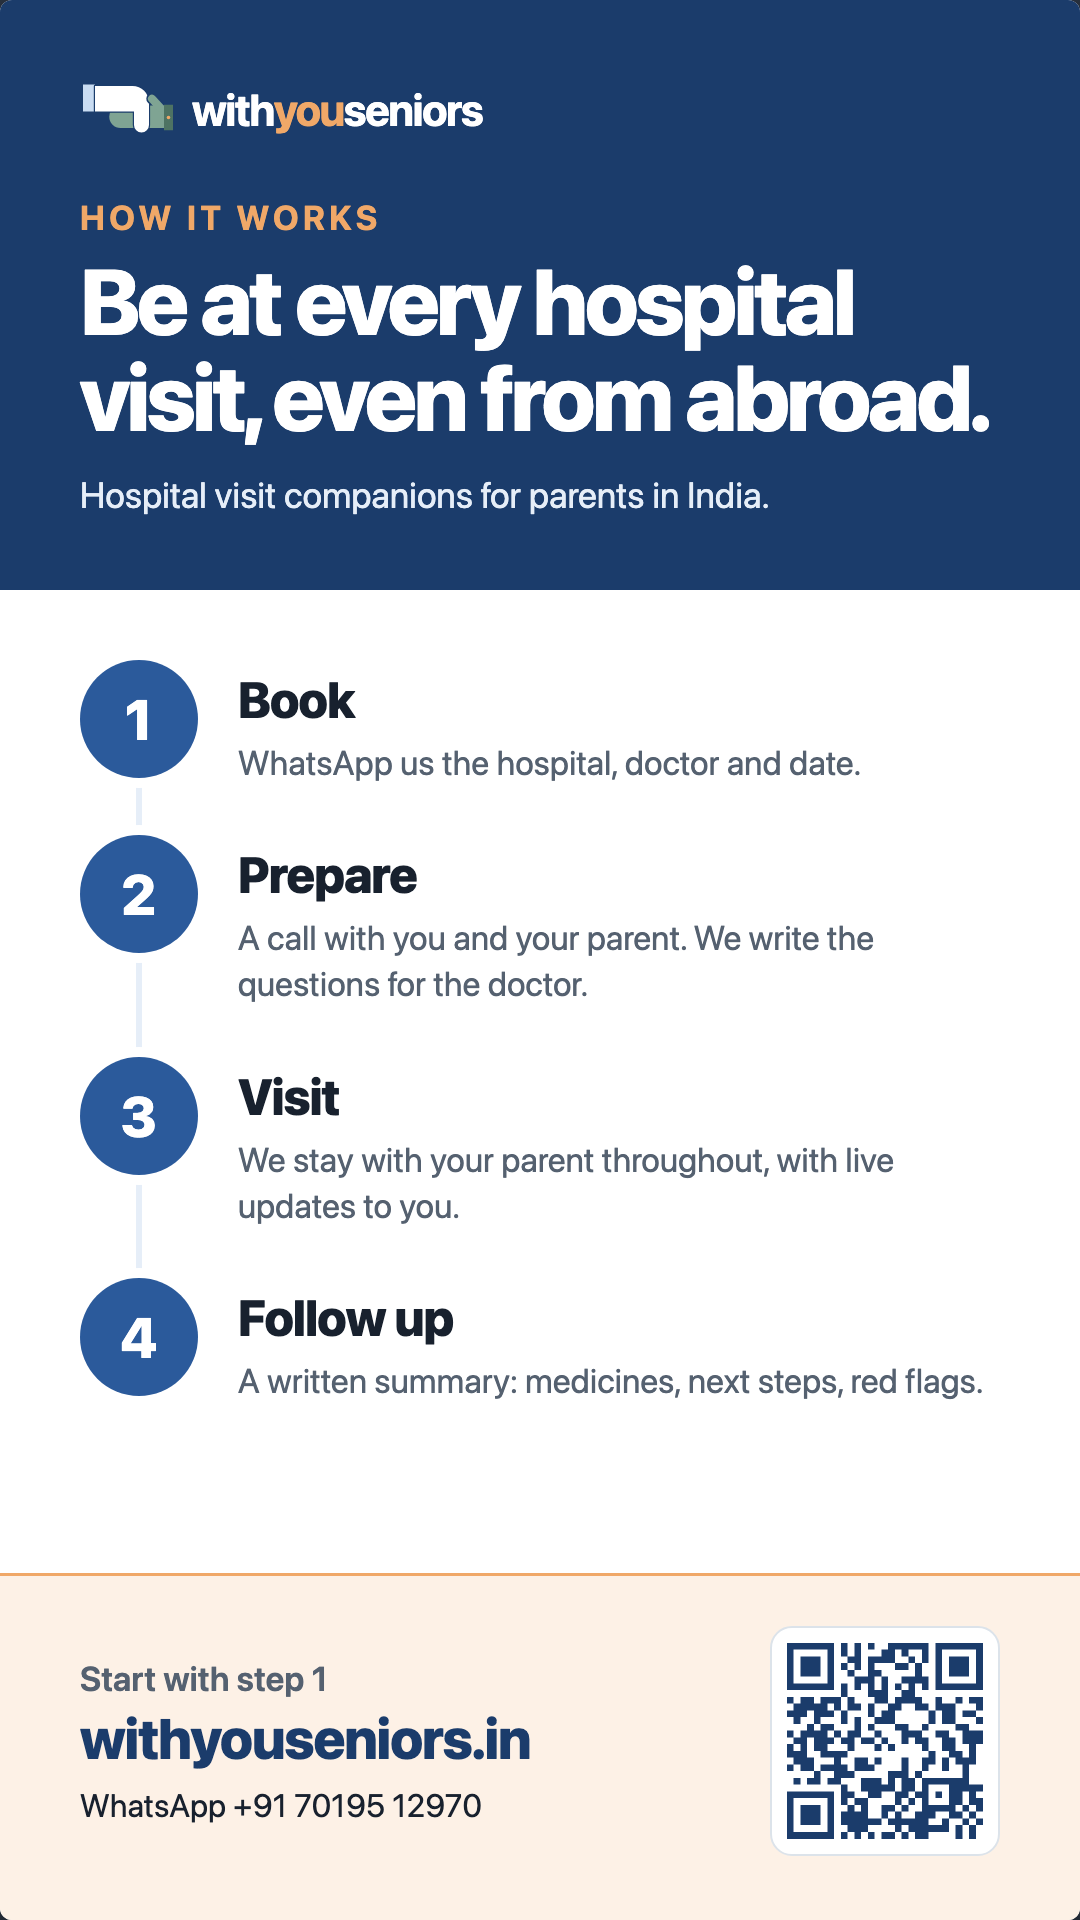 withyouseniors
HOW IT WORKS
Be at every hospital
visit, even from abroad.
Hospital visit companions for parents in India.
1
Book
WhatsApp us the hospital, doctor and date.
2
Prepare
A call with you and your parent. We write the
questions for the doctor.
3
Visit
We stay with your parent throughout, with live
updates to you.
4
Follow up
A written summary: medicines, next steps, red flags.
Start with step 1
withyouseniors.in
WhatsApp +91 70195 12970